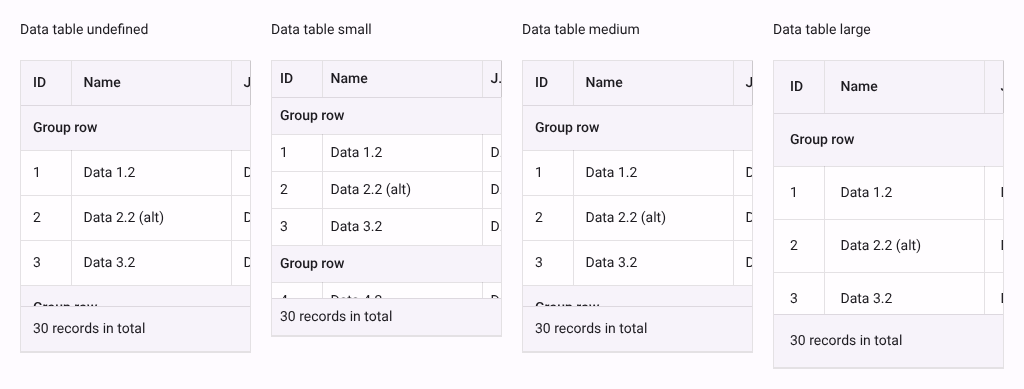 Data table undefined
ID Name J
Group row
1 Data 1.2 D
2 Data 2.2 (alt) D
3 Data 3.2 D
Group row
30 records in total
Data table small
ID Name J.
Group row
1 Data 1.2 D
2 Data 2.2 (alt) D
3 Data 3.2 D
Group row
30 records in total
Data table medium
ID Name J
Group row
1 Data 1.2 D
2 Data 2.2 (alt) D
3 Data 3.2 D
Group row
30 records in total
Data table large
ID Name
Group row
1 Data 1.2
2 Data 2.2 (alt)
3 Data 3.2
30 records in total